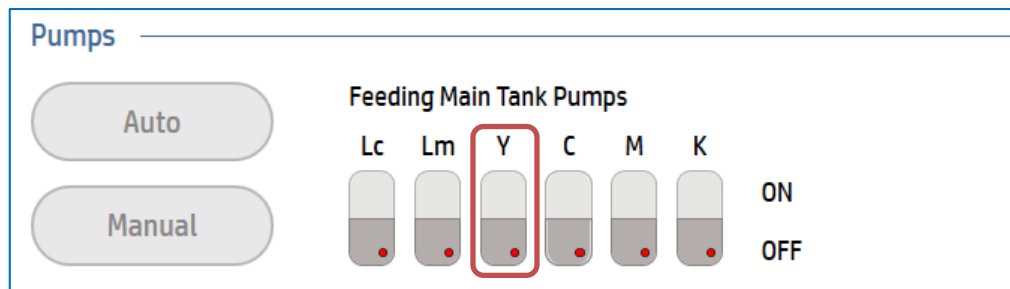 Pumps
Auto
Manual
Feeding Main Tank Pumps
Lc Lm Y C M K
ON
OFF